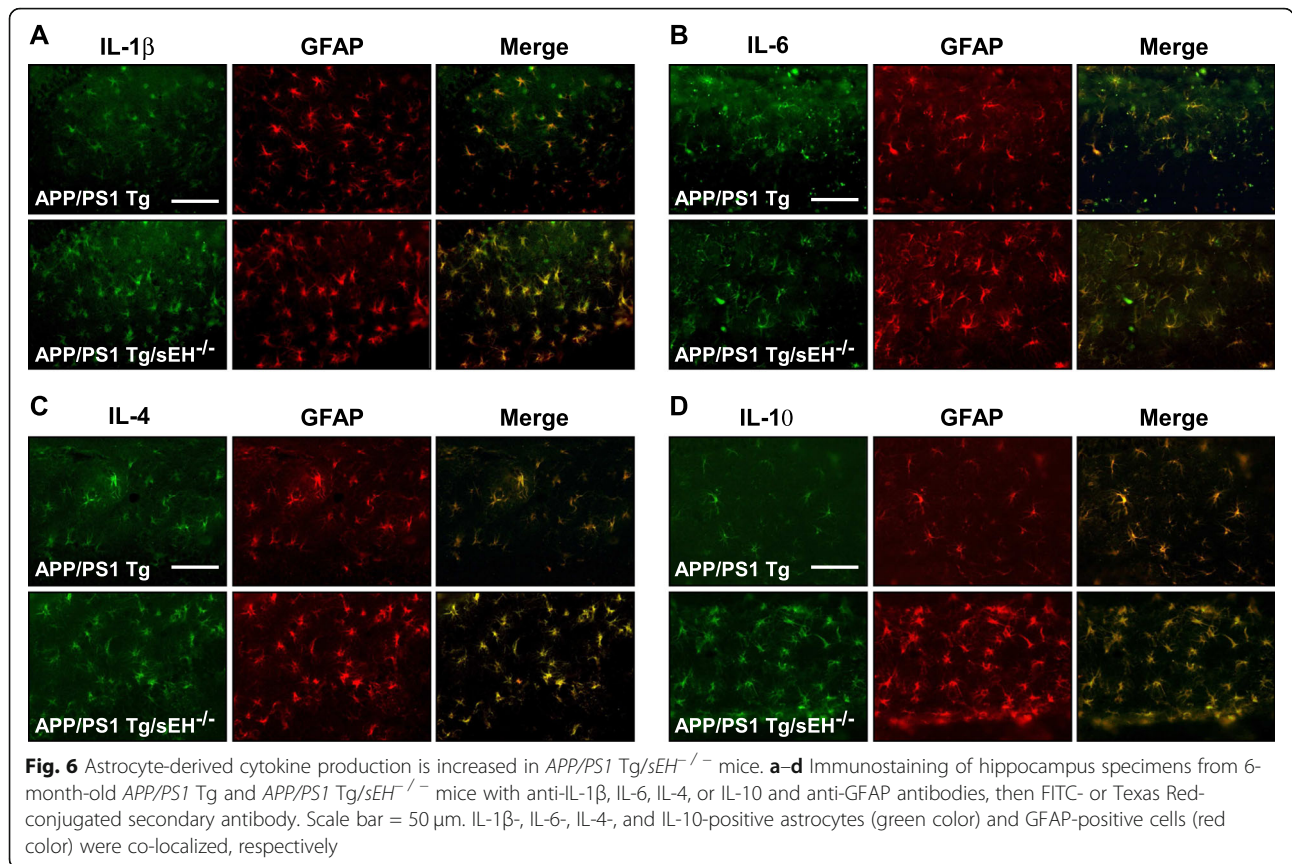 A
IL-1β GFAP Merge
APP/PS1 Tg
APP/PS1 Tg/sEH-/-
B
IL-6 GFAP Merge
APP/PS1 Tg
APP/PS1 Tg/sEH-/-
C
IL-4 GFAP Merge
APP/PS1 Tg
APP/PS1 Tg/sEH-/-
D
IL-10 GFAP Merge
APP/PS1 Tg
APP/PS1 Tg/sEH-/-
Fig. 6 Astrocyte-derived cytokine production is increased in APP/PS1 Tg/sEH−/− mice. a–d Immunostaining of hippocampus specimens from 6-
month-old APP/PS1 Tg and APP/PS1 Tg/sEH−/− mice with anti-IL-1β, IL-6, IL-4, or IL-10 and anti-GFAP antibodies, then FITC- or Texas Red-
conjugated secondary antibody. Scale bar = 50 μm. IL-1β-, IL-6-, IL-4-, and IL-10-positive astrocytes (green color) and GFAP-positive cells (red
color) were co-localized, respectively